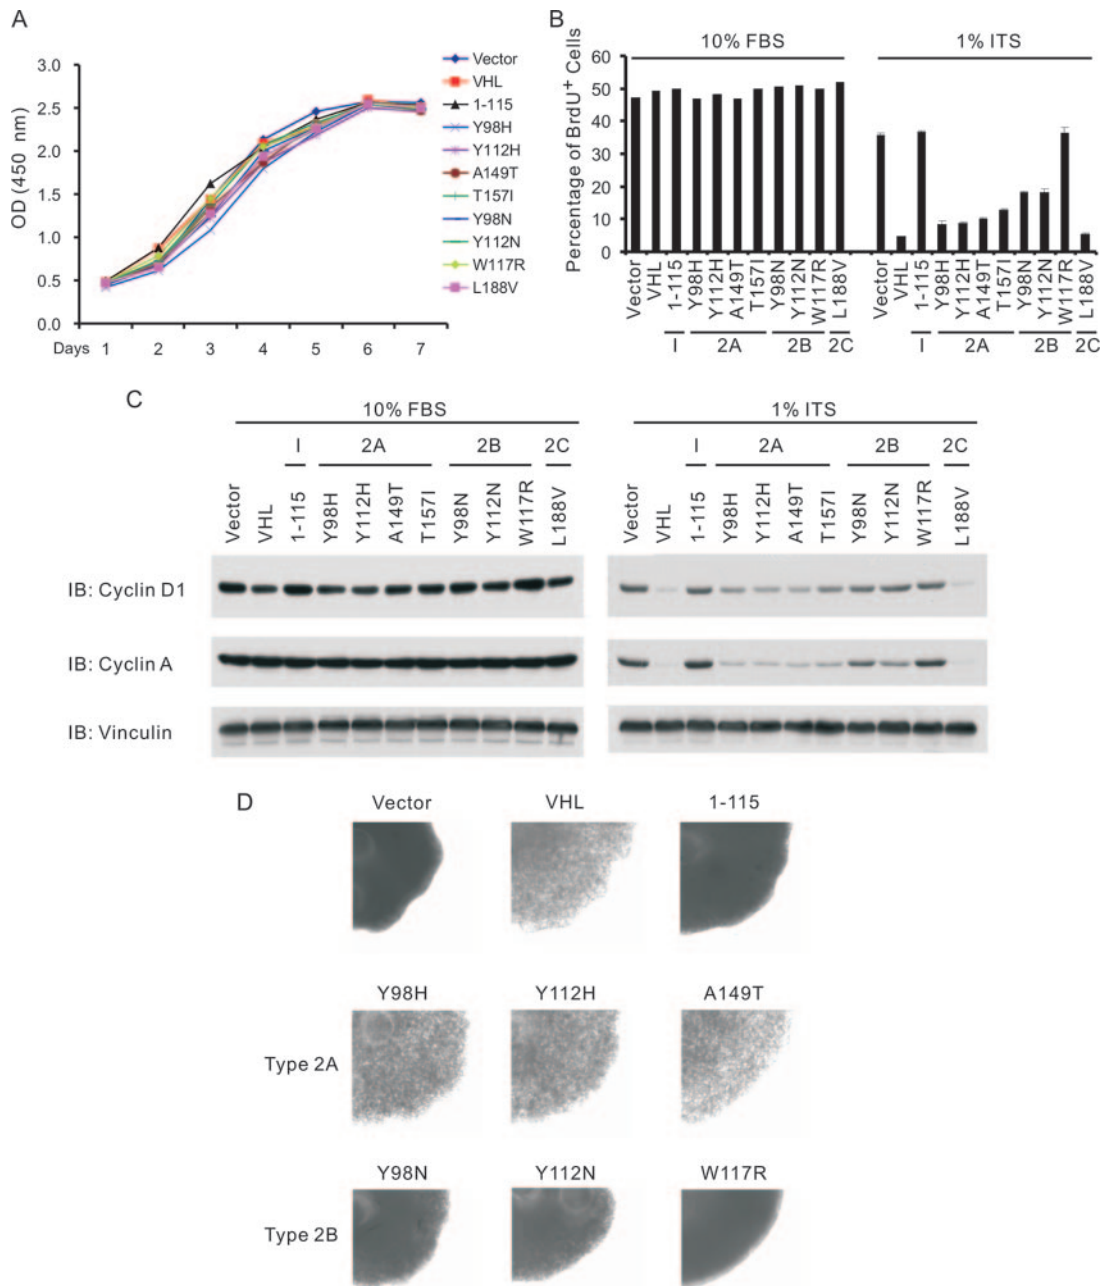 A
OD (450 nm)
3.0
2.5
2.0
1.5
1.0
0.5
0.0
Days 1 2 3 4 5 6 7
Vector
VHL
1-115
Y98H
Y112H
A149T
T157I
Y98N
Y112N
W117R
L188V
B
10% FBS 1% ITS
Percentage of BrdU+ Cells
60
50
40
30
20
10
0
Vector VHL 1-115 Y98H Y112H A149T T157I Y98N Y112N W117R L188V Vector VHL 1-115 Y98H Y112H A149T T157I Y98N Y112N W117R L188V
I 2A 2B 2C I 2A 2B 2C
C
10% FBS 1% ITS
I 2A 2B 2C I 2A 2B 2C
Vector VHL 1-115 Y98H Y112H A149T T157I Y98N Y112N W117R L188V Vector VHL 1-115 Y98H Y112H A149T T157I Y98N Y112N W117R L188V
IB: Cyclin D1
IB: Cyclin A
IB: Vinculin
D
Vector VHL 1-115
Y98H Y112H A149T
Type 2A
Y98N Y112N W117R
Type 2B